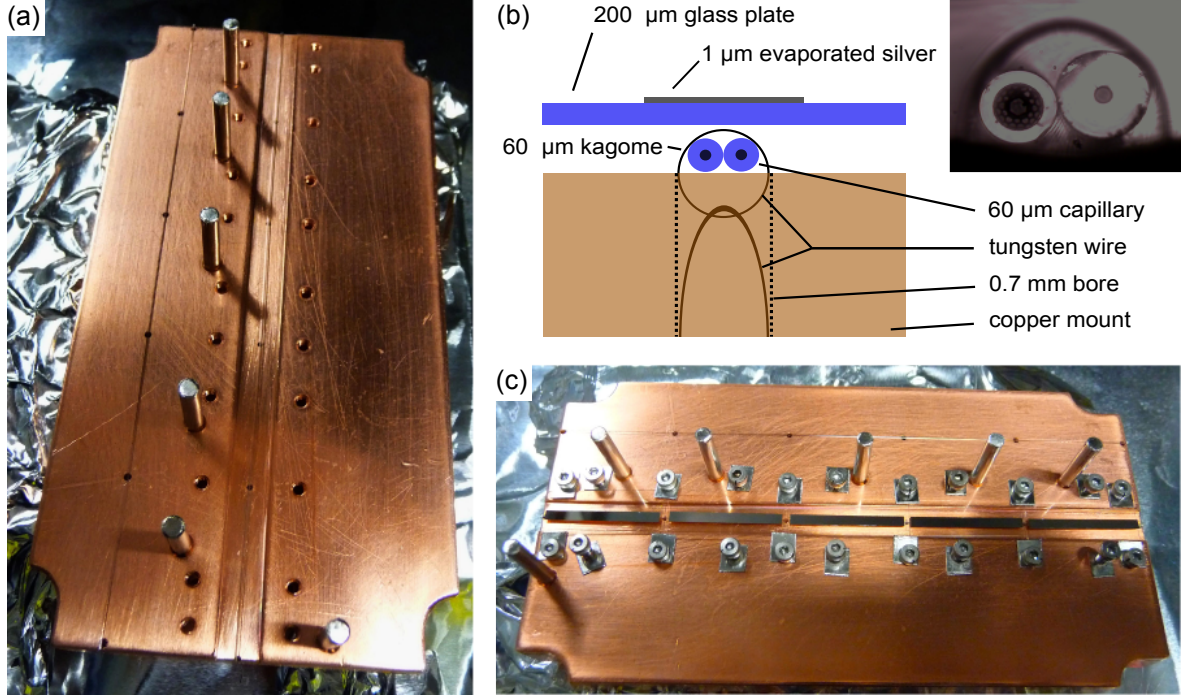 (a)
(b)
200 µm glass plate
1 µm evaporated silver
60 µm kagome
60 µm capillary
tungsten wire
0.7 mm bore
copper mount
(c)